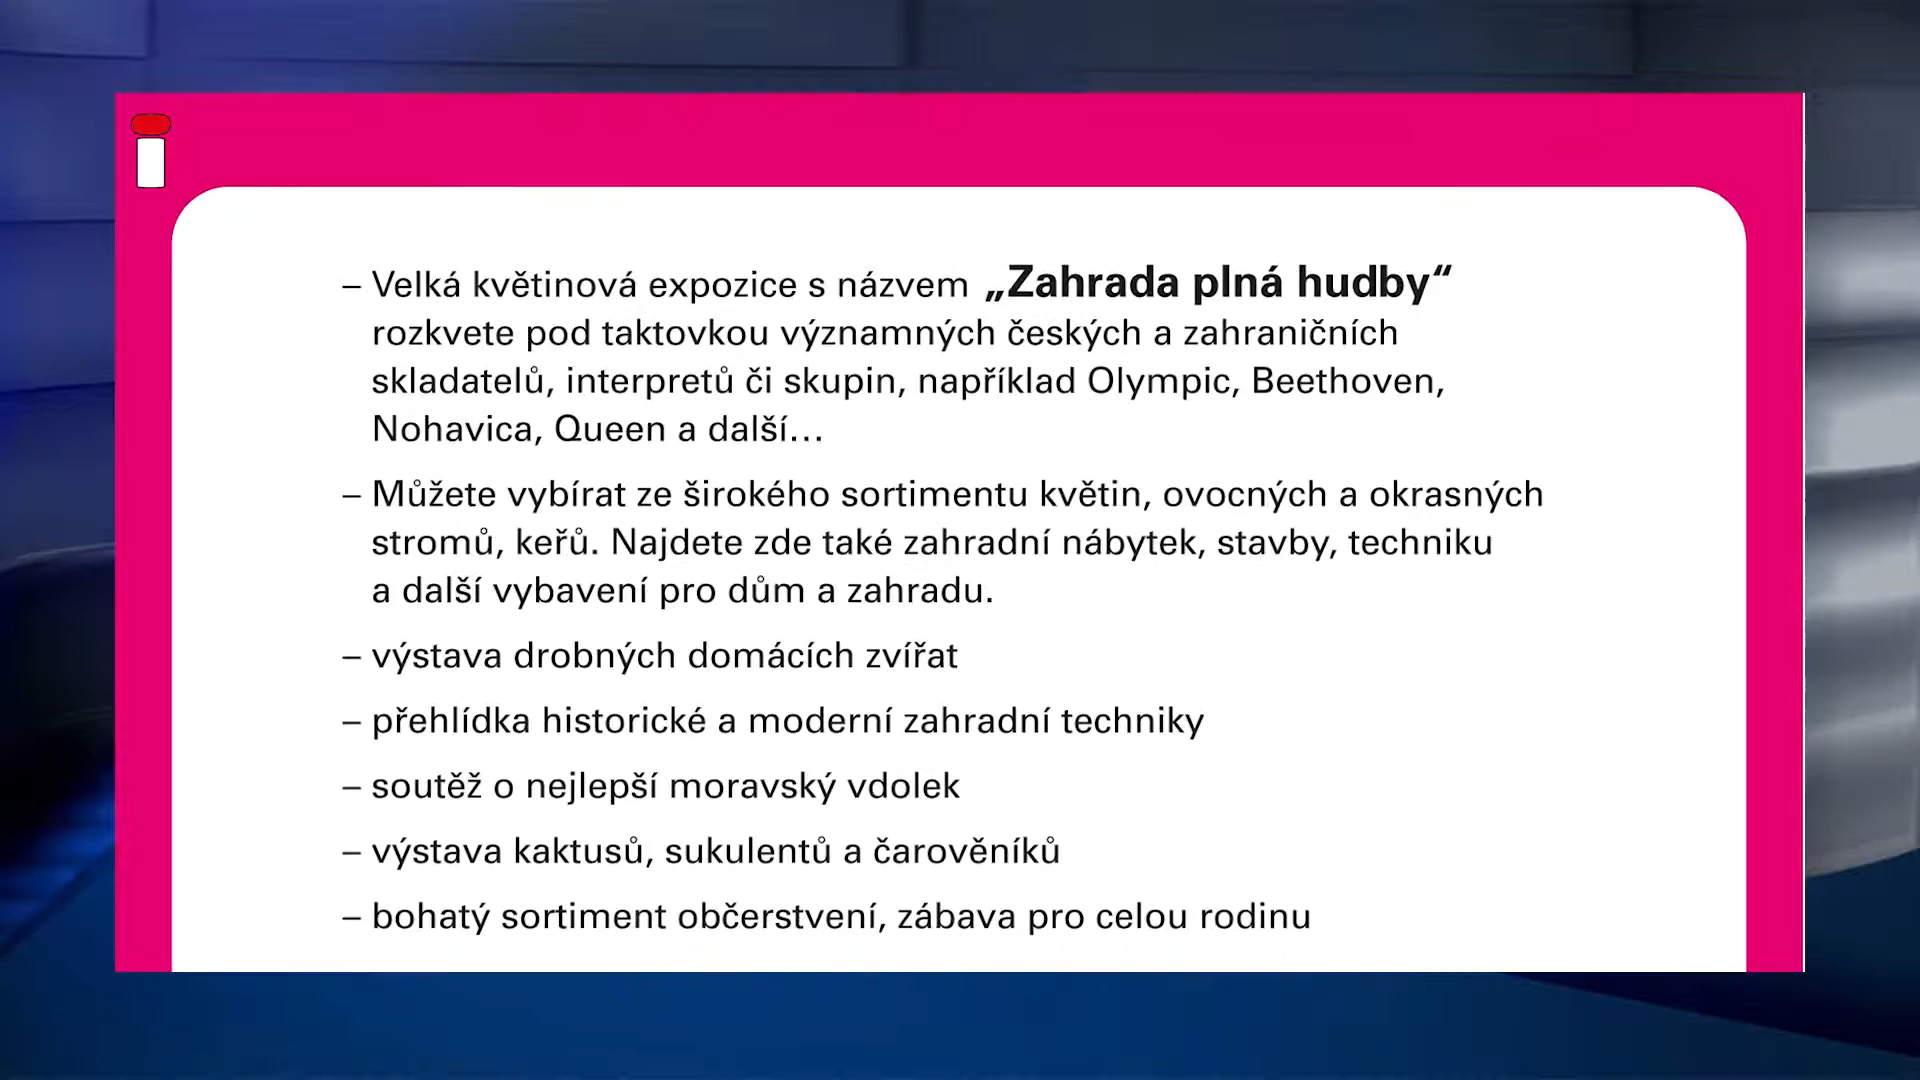 – Velká květinová expozice s názvem „Zahrada plná hudby“
rozkvete pod taktovkou významných českých a zahraničních
skladatelů, interpretů či skupin, například Olympic, Beethoven,
Nohavica, Queen a další…
– Můžete vybírat ze širokého sortimentu květin, ovocných a okrasných
stromů, keřů. Najdete zde také zahradní nábytek, stavby, techniku
a další vybavení pro dům a zahradu.
– výstava drobných domácích zvířat
– přehlídka historické a moderní zahradní techniky
– soutěž o nejlepší moravský vdolek
– výstava kaktusů, sukulentů a čarověníků
– bohatý sortiment občerstvení, zábava pro celou rodinu